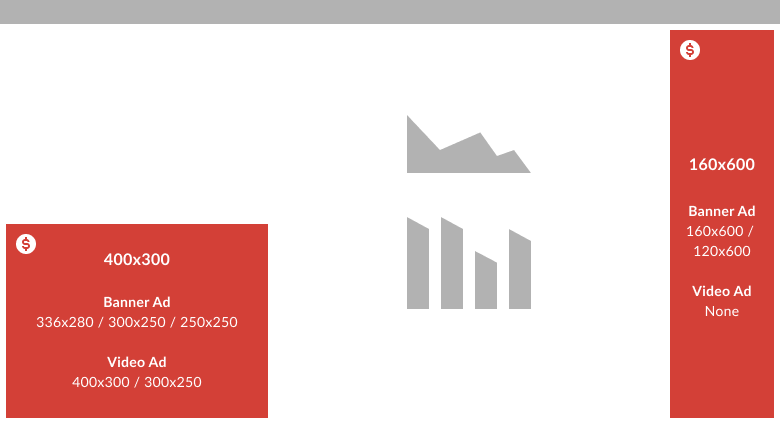 400x300
Banner Ad
336x280 / 300x250 / 250x250
Video Ad
400x300 / 300x250
160x600
Banner Ad
160x600 /
120x600
Video Ad
None